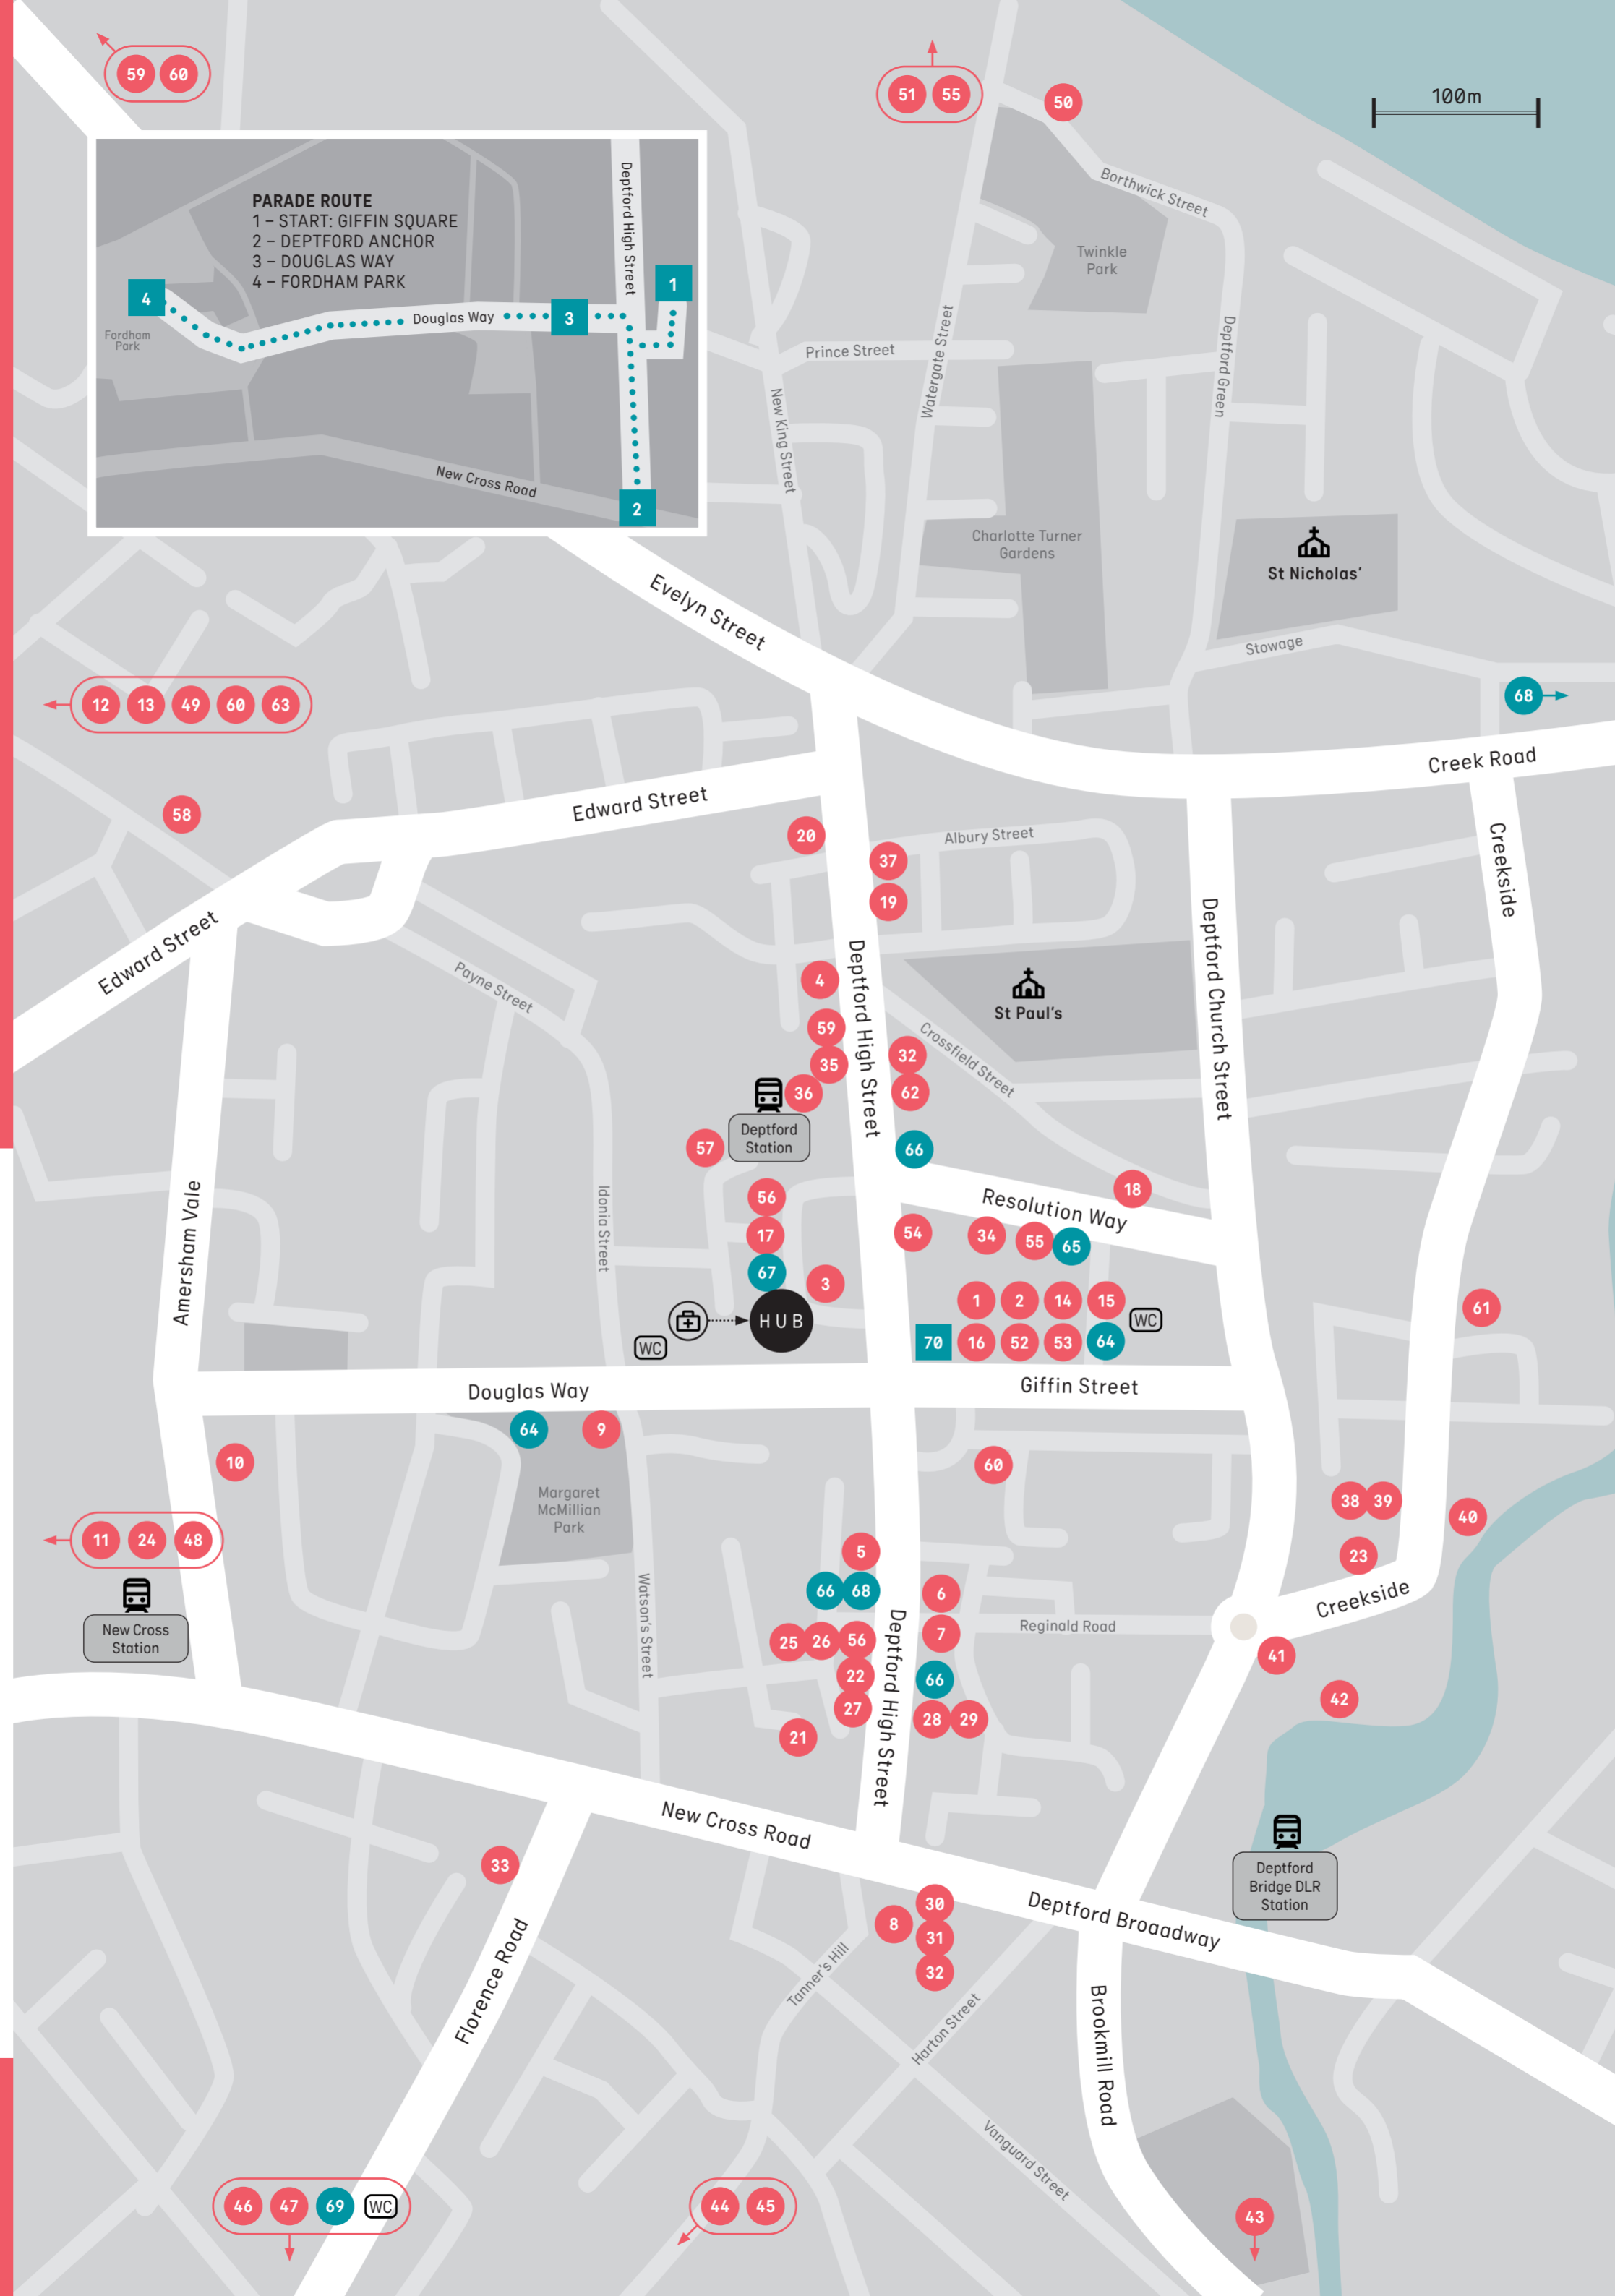 59 60
51 55
50
100m
Borthwick Street
Twinkle
Park
PARADE ROUTE
1 – START: GIFFIN SQUARE
2 – DEPTFORD ANCHOR
3 – DOUGLAS WAY
4 – FORDHAM PARK
Deptford High Street
1
4
3
Douglas Way
Fordham
Park
New Cross Road
2
Prince Street
Watergate Street
New King Street
Deptford Green
Charlotte Turner
Gardens
St Nicholas’
Stowage
Evelyn Street
12 13 49 60 63
68
Creek Road
58
Edward Street
20
Albury Street
37
19
Creekside
Edward Street
Payne Street
4
Deptford High Street
St Paul’s
Deptford Church Street
59
35
36
32
62
Crossfield Street
Deptford
Station
57
66
18
Resolution Way
Amersham Vale
Idonia Street
56
17
67
3
54
34 55 65
1 2 14 15
WC
70 16 52 53 64
61
HUB
WC
Douglas Way
Giffin Street
64
9
10
60
Margaret
McMillian
Park
11 24 48
New Cross
Station
38 39
40
23
Creekside
5
66 68
6
7
Reginald Road
Watson’s Street
Deptford High Street
25 26 56
22
27
21
66
28 29
41
42
New Cross Road
Deptford
Bridge DLR
Station
33
Florence Road
Deptford Broaadway
8
30
31
32
Tanner’s Hill
Harton Street
Brookmill Road
Vanguard Street
46 47 69 WC
44 45
43